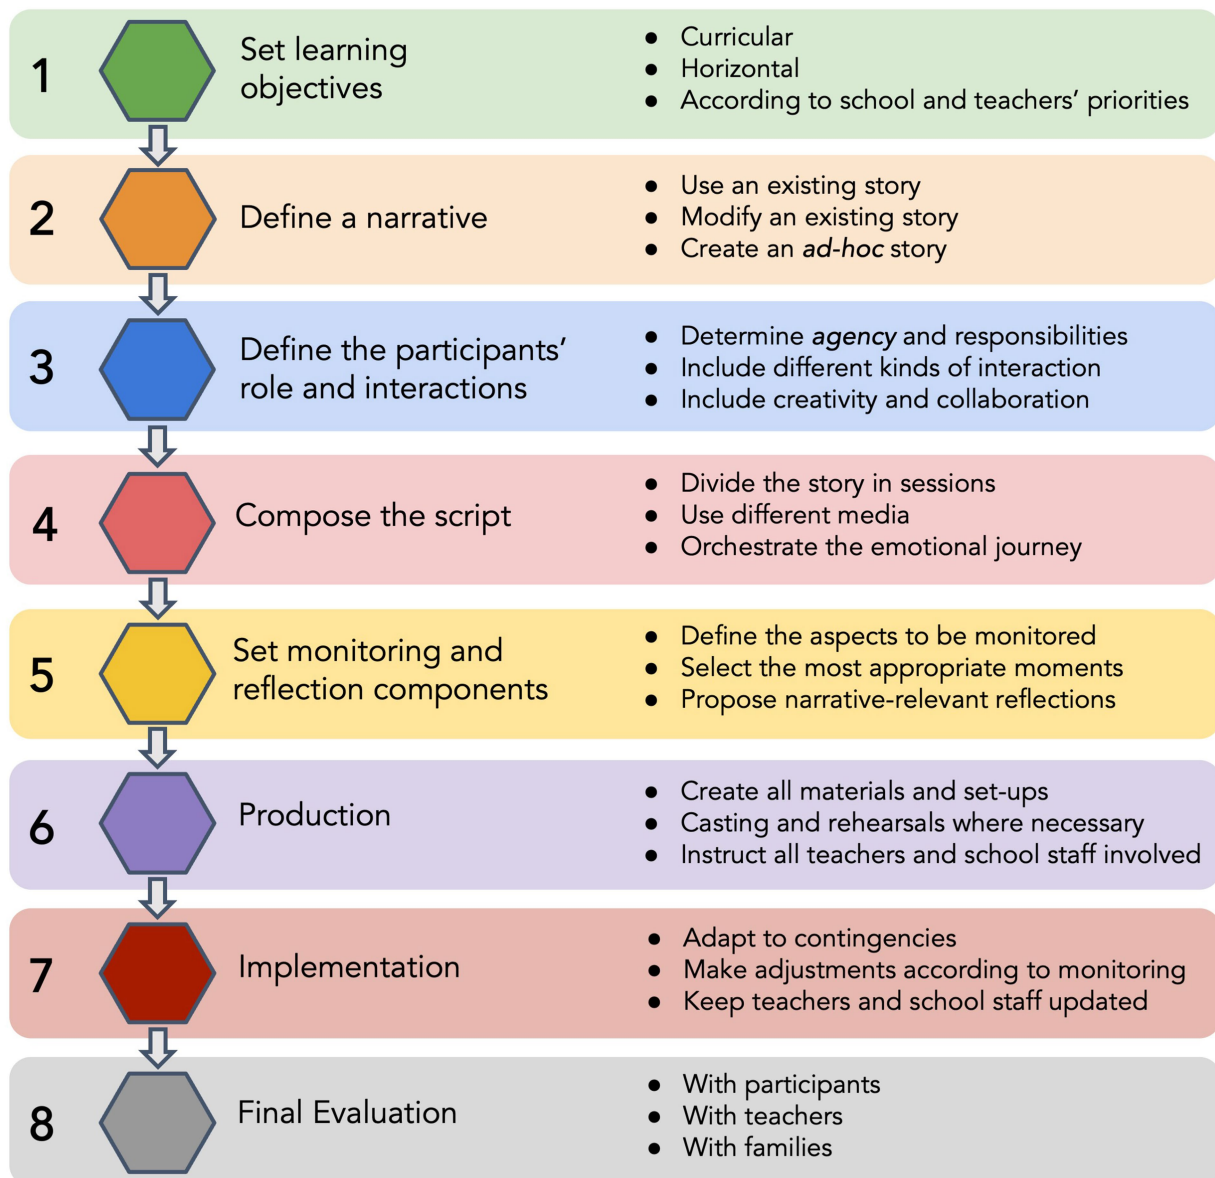 1
Set learning
objectives
● Curricular
● Horizontal
● According to school and teachers’ priorities
2
Define a narrative
● Use an existing story
● Modify an existing story
● Create an ad-hoc story
3
Define the participants’
role and interactions
● Determine agency and responsibilities
● Include different kinds of interaction
● Include creativity and collaboration
4
Compose the script
● Divide the story in sessions
● Use different media
● Orchestrate the emotional journey
5
Set monitoring and
reflection components
● Define the aspects to be monitored
● Select the most appropriate moments
● Propose narrative-relevant reflections
6
Production
● Create all materials and set-ups
● Casting and rehearsals where necessary
● Instruct all teachers and school staff involved
7
Implementation
● Adapt to contingencies
● Make adjustments according to monitoring
● Keep teachers and school staff updated
8
Final Evaluation
● With participants
● With teachers
● With families